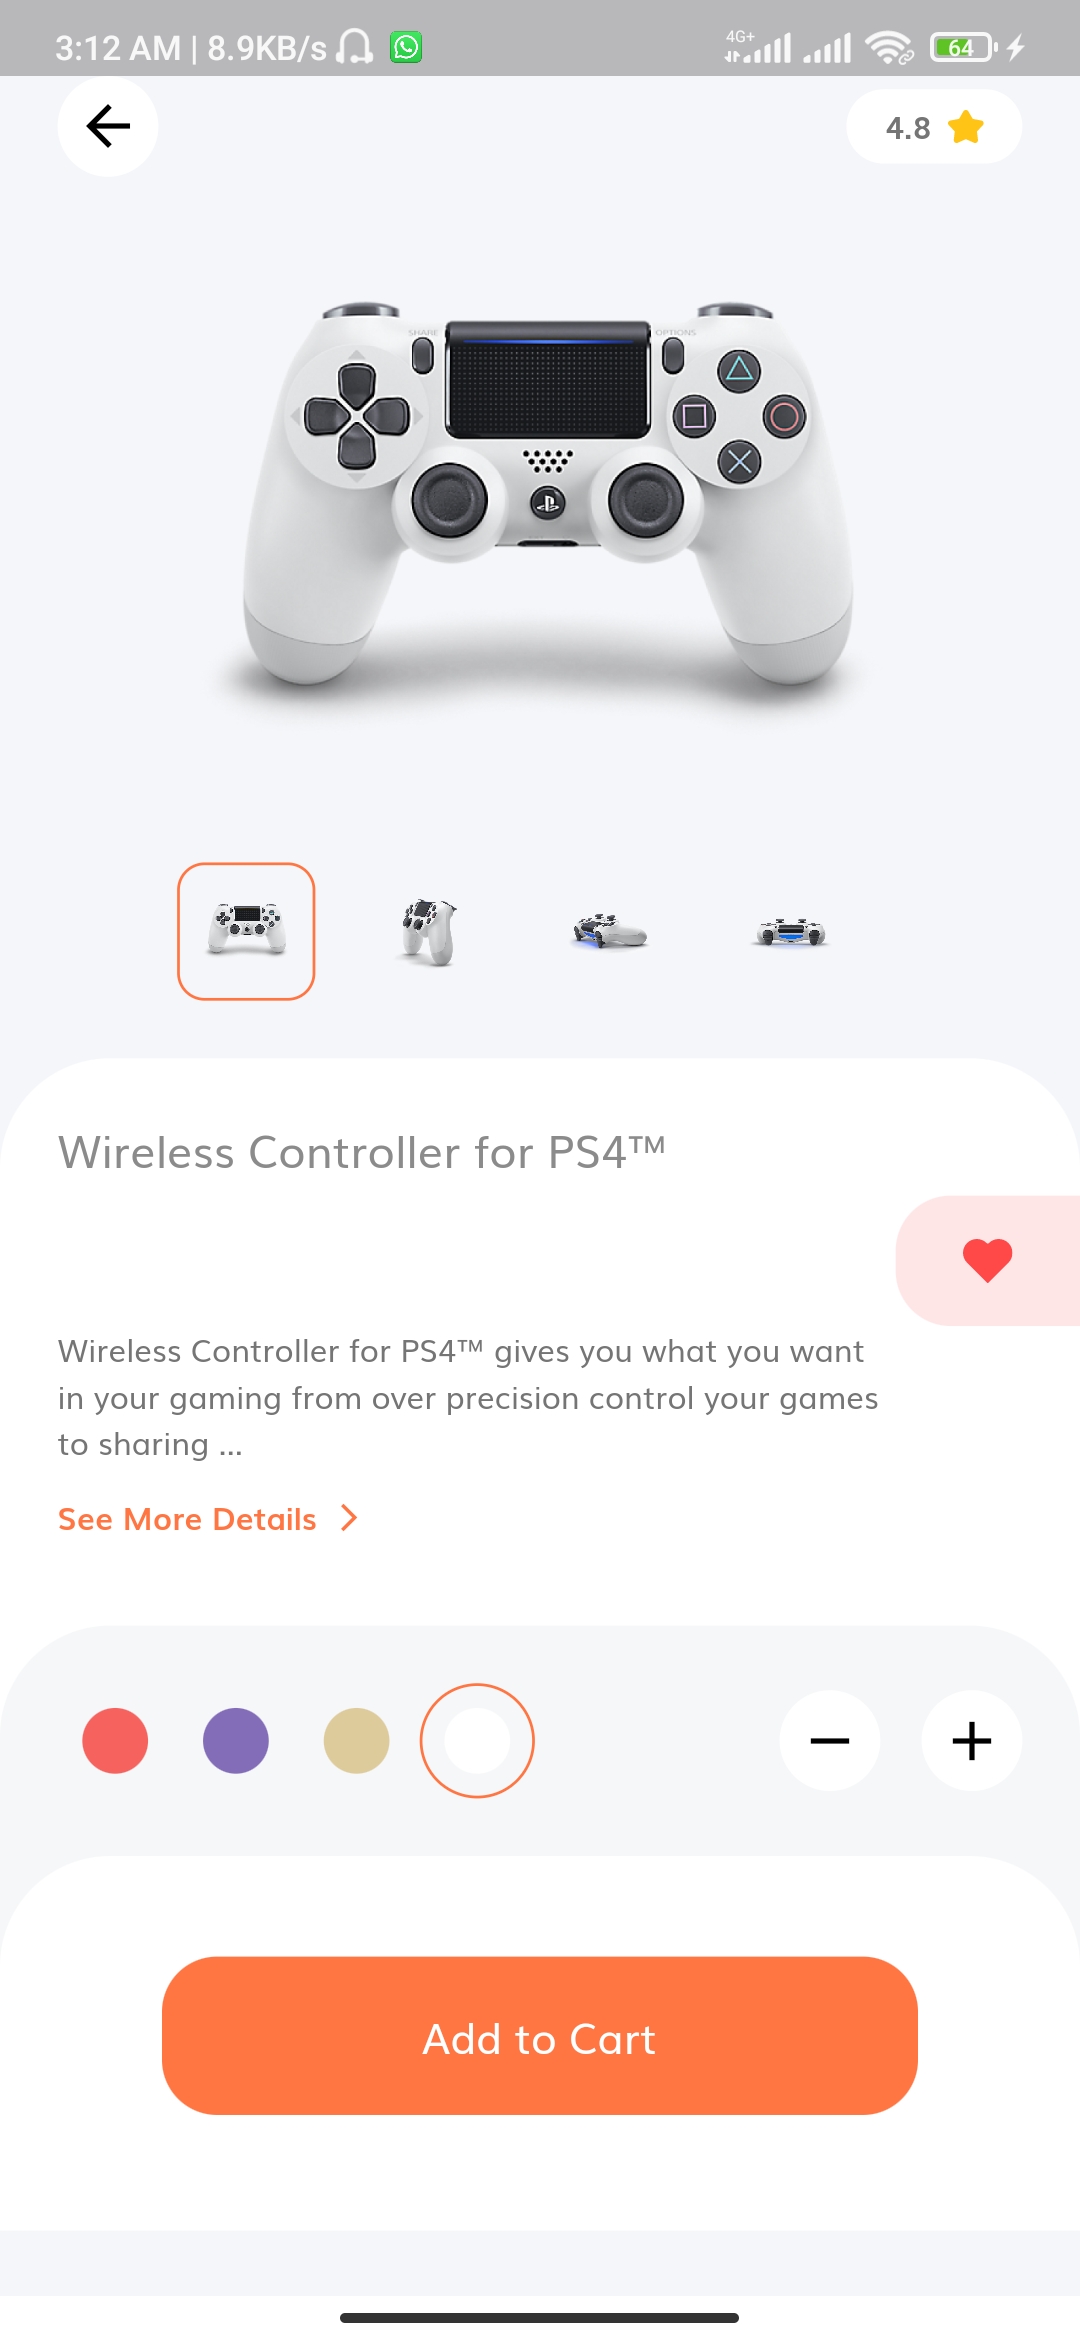 3:12 AM | 8.9KB/s
4G+
64
4.8
SHARE
OPTIONS
Wireless Controller for PS4™
Wireless Controller for PS4™ gives you what you want
in your gaming from over precision control your games
to sharing ...
See More Details
Add to Cart